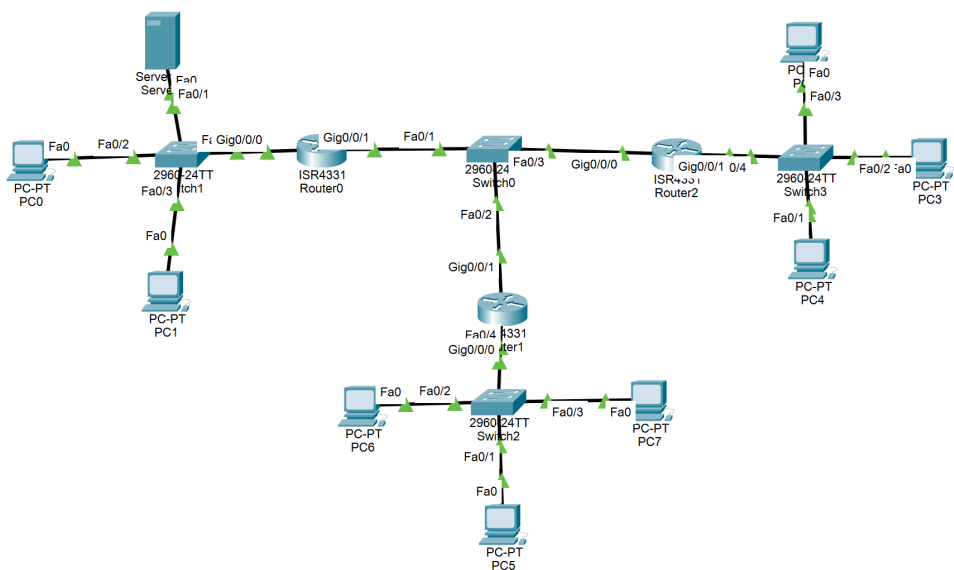 Fa0
Fa0/1
Fa0
Fa0/2
Gig0/0/0
2960-24TT
Fa0/3
PC-PT
PC0
Fa0
PC-PT
PC1
Gig0/0/1
ISR4331
Router0
Fa0/1
Fa0/3
Switch0
Fa0/2
Gig0/0/0
Router2
Gig0/0/1
PC
Fa0
Fa0/3
2960-24TT
Switch3
Fa0/2
PC-PT
PC3
Fa0/1
PC-PT
PC4
Gig0/0/1
Fa0/4
Gig0/0/0
Fa0
Fa0/2
PC-PT
PC6
2960-24TT
Switch2
Fa0/3
Fa0
PC-PT
PC7
Fa0/1
Fa0
PC-PT
PC5